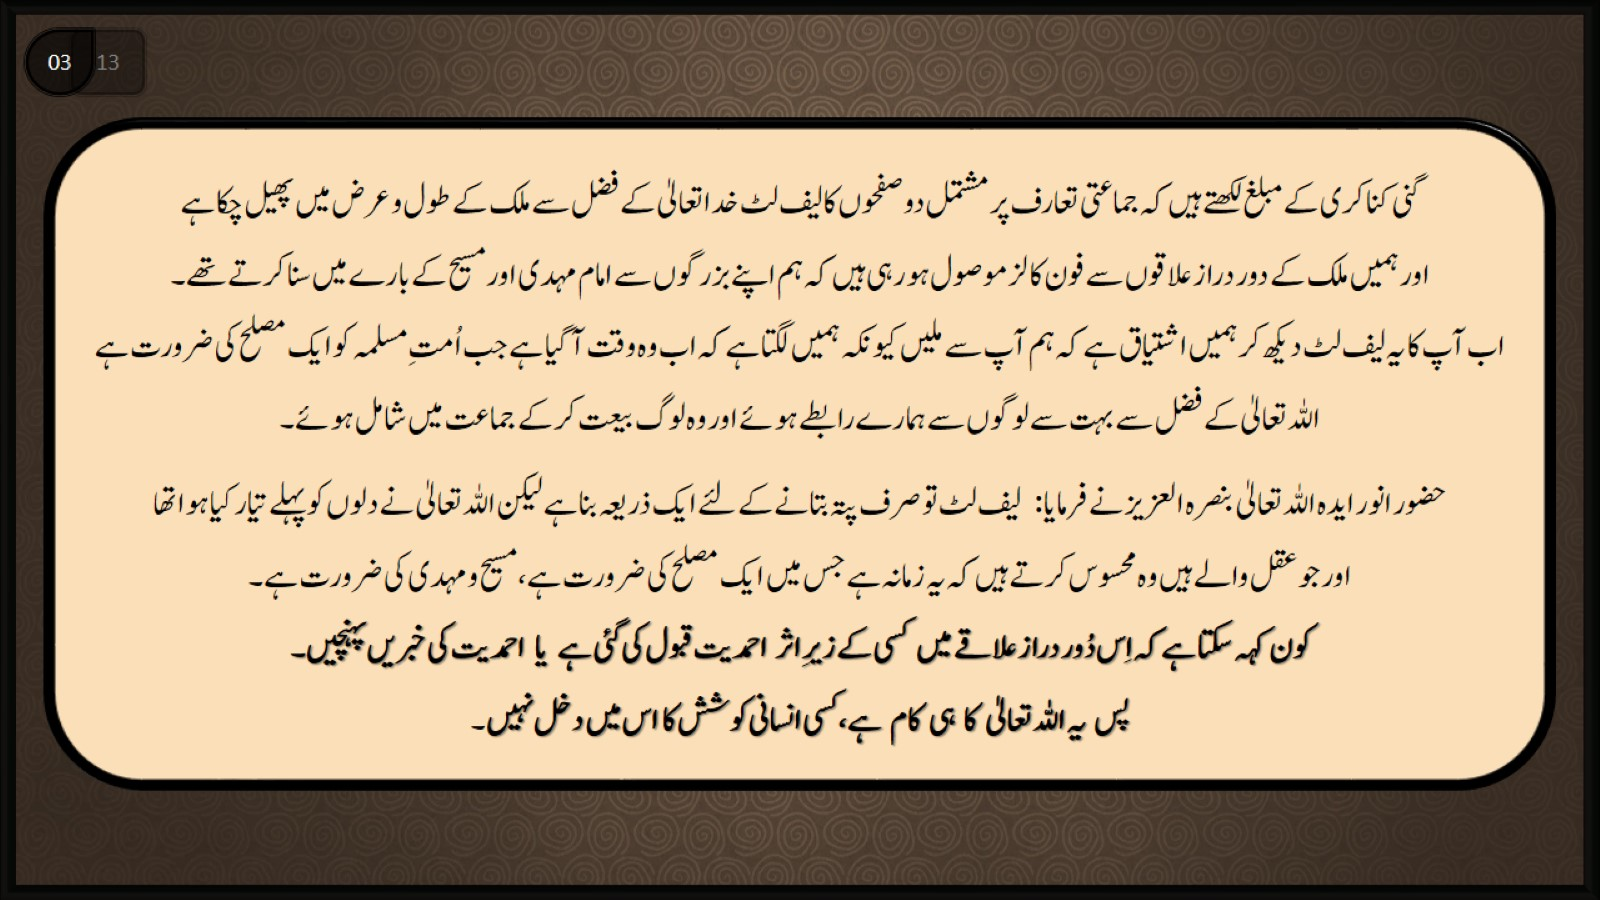 03 13
گنی کناکری کے مبلغ لکھتے ہیں کہ جماعتی تعارف پر مشتمل دو صفحوں کا لیف لٹ خدا تعالیٰ کے فضل سے ملک کے طول و عرض میں پھیل چکا ہے
اور ہمیں ملک کے دور دراز علاقوں سے فون کالز موصول ہو رہی ہیں کہ ہم اپنے بزرگوں سے امام مہدی اور مسیح کے بارے میں سنا کرتے تھے۔
اب آپ کا یہ لیف لٹ دیکھ کر ہمیں اشتیاق ہے کہ ہم آپ سے ملیں کیونکہ ہمیں لگتا ہے کہ اب وہ وقت آ گیا ہے جب اُمتِ مسلمہ کو ایک مصلح کی ضرورت ہے
اللہ تعالیٰ کے فضل سے بہت سے لوگوں سے ہمارے رابطے ہوئے اور وہ لوگ بیعت کر کے جماعت میں شامل ہوئے۔
حضور انور ایدہ اللہ تعالیٰ بنصرہ العزیز نے فرمایا: لیف لٹ تو صرف پتہ بتانے کے لئے ایک ذریعہ بنا ہے لیکن اللہ تعالیٰ نے دلوں کو پہلے تیار کیا ہوا تھا
اور جو عقل والے ہیں وہ محسوس کرتے ہیں کہ یہ زمانہ ہے جس میں ایک مصلح کی ضرورت ہے، مسیح و مہدی کی ضرورت ہے۔
کون کہہ سکتا ہے کہ اِس دُور دراز علاقے میں کسی کے زیرِ اثر احمدیت قبول کی گئی ہے یا احمدیت کی خبریں پہنچیں۔
پس یہ اللہ تعالیٰ کا ہی کام ہے، کسی انسانی کوشش کا اس میں دخل نہیں۔